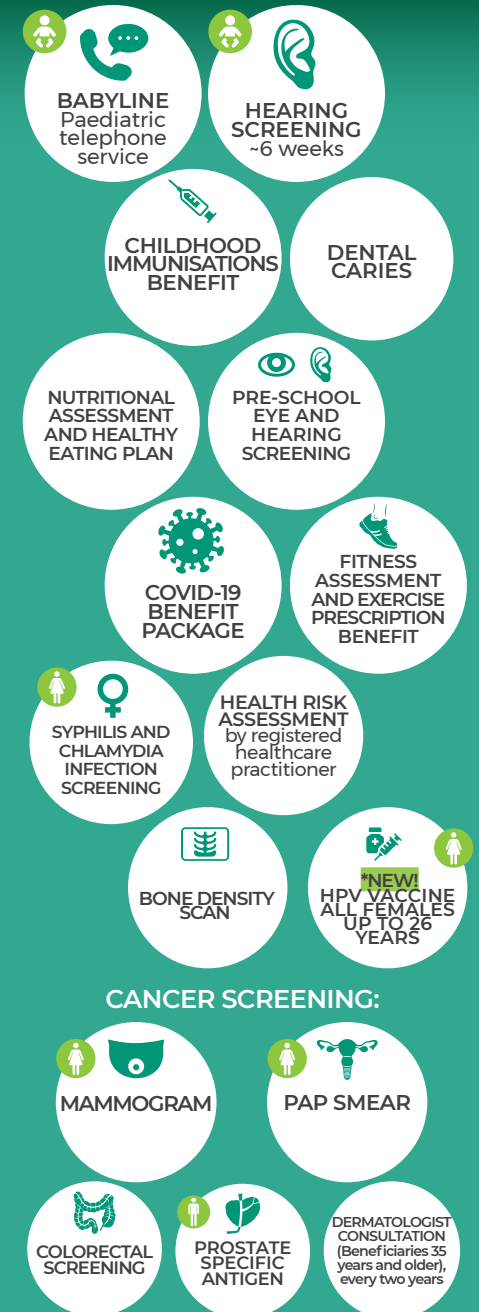 BABYLINE
Paediatric
telephone
service
HEARING
SCREENING
~6 weeks
CHILDHOOD
IMMUNISATIONS
BENEFIT
DENTAL
CARIES
NUTRITIONAL
ASSESSMENT
AND HEALTHY
EATING PLAN
PRE-SCHOOL
EYE AND
HEARING
SCREENING
COVID-19
BENEFIT
PACKAGE
FITNESS
ASSESSMENT
AND EXERCISE
PRESCRIPTION
BENEFIT
SYPHILIS AND
CHLAMYDIA
INFECTION
SCREENING
HEALTH RISK
ASSESSMENT
by registered
healthcare
practitioner
BONE DENSITY
SCAN
*NEW!
HPV VACCINE
ALL FEMALES
UP TO 26
YEARS
CANCER SCREENING:
MAMMOGRAM
PAP SMEAR
COLORECTAL
SCREENING
PROSTATE
SPECIFIC
ANTIGEN
DERMATOLOGIST
CONSULTATION
(Beneficiaries 35
years and older),
every two years